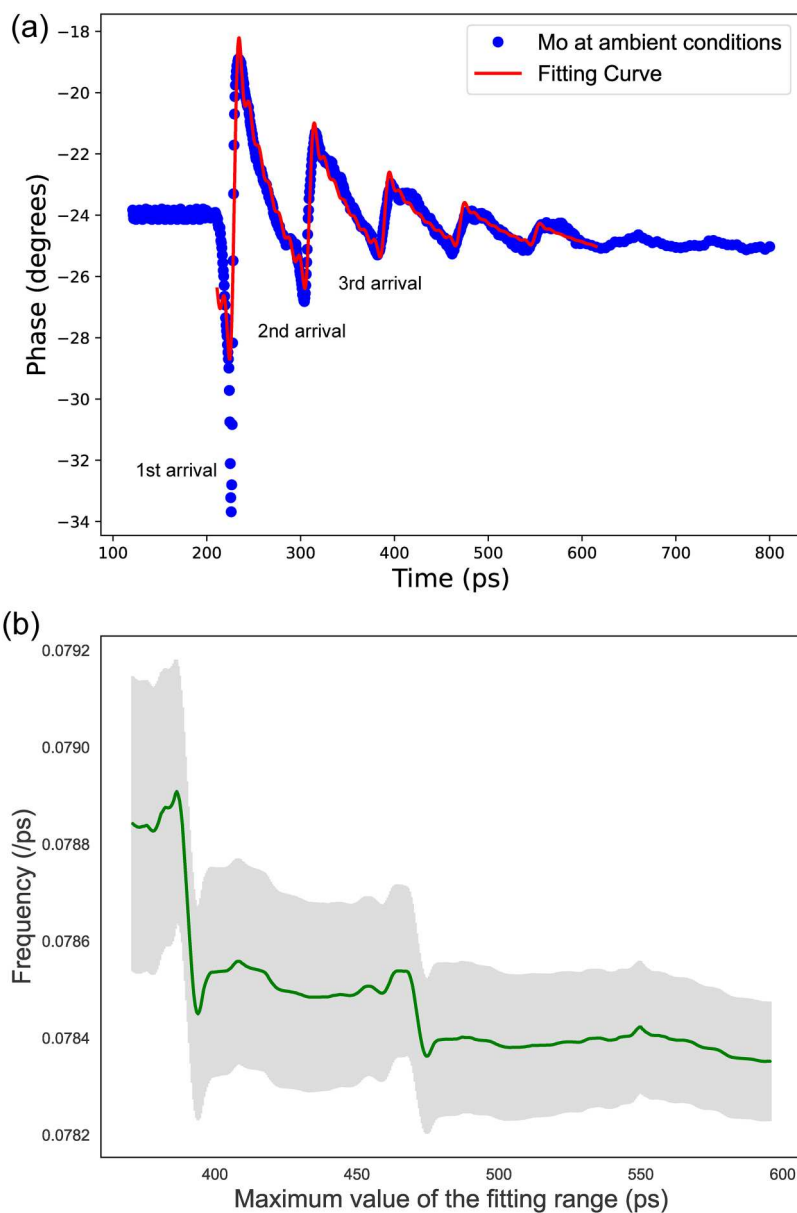 (a)
Mo at ambient conditions
Fitting Curve
−18
−20
−22
−24
−26
−28
−30
−32
−34
Phase (degrees)
1st arrival
2nd arrival
3rd arrival
100 200 300 400 500 600 700 800
Time (ps)
(b)
0.0792
0.0790
0.0788
0.0786
0.0784
0.0782
Frequency (/ps)
400 450 500 550 600
Maximum value of the fitting range (ps)